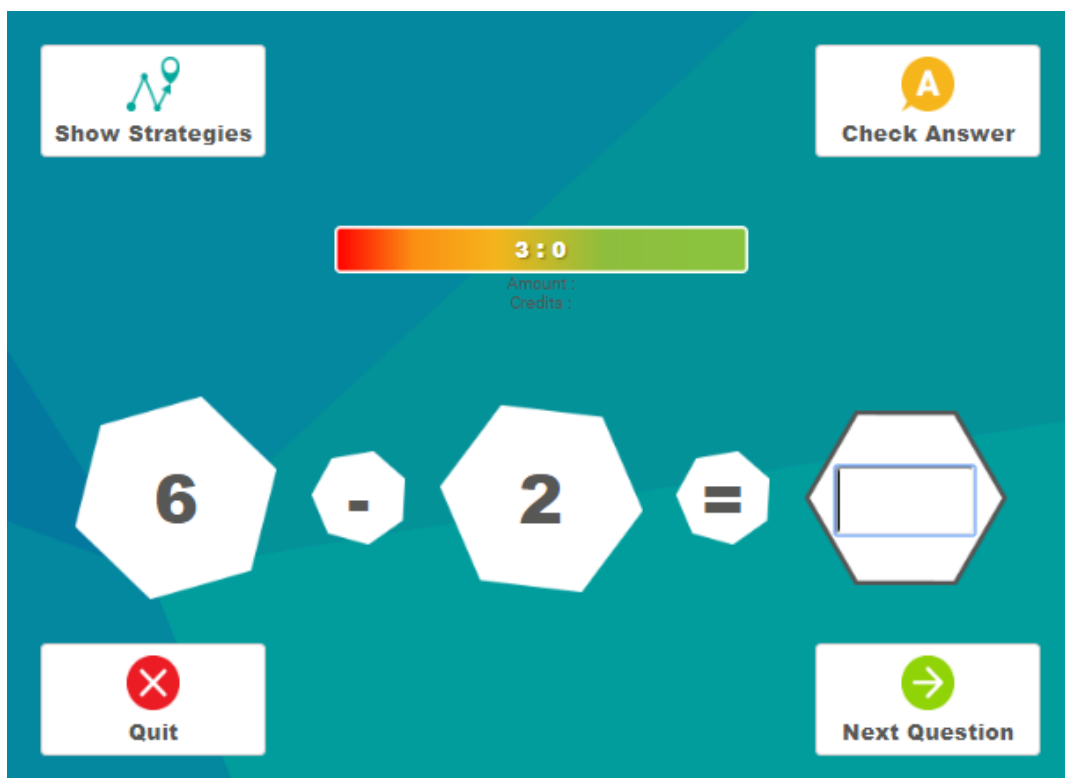 Show Strategies
A
Check Answer
3 : 0
Amount :
Credits :
6 - 2 =
Quit
Next Question